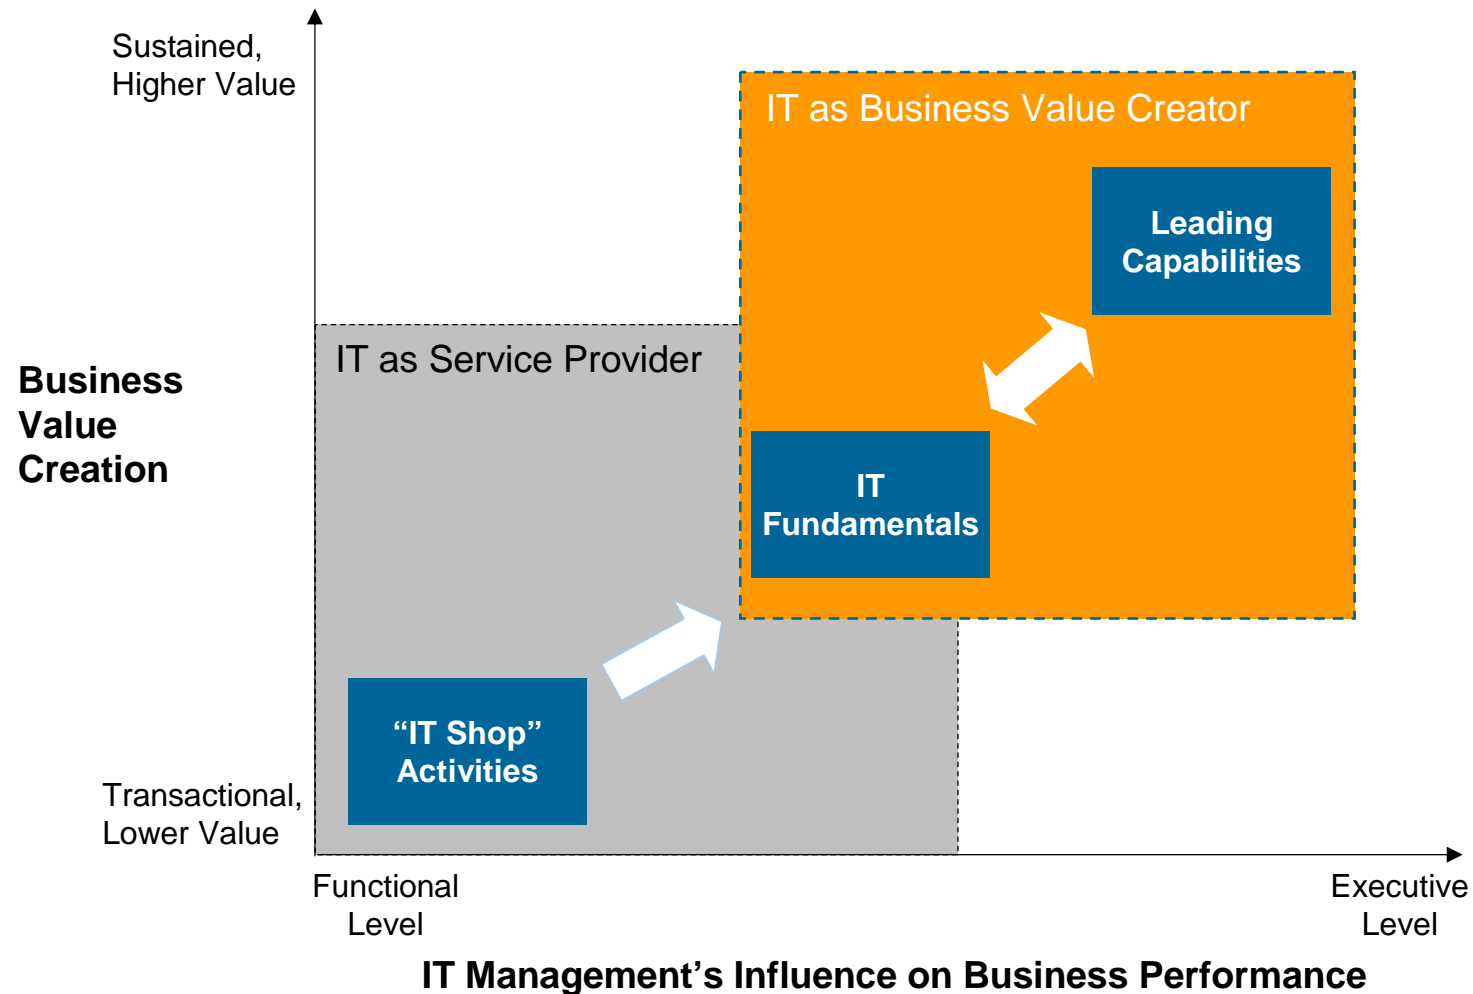 Sustained,
Higher Value
IT as Business Value Creator
Leading
Capabilities
IT as Service Provider
Business
Value
Creation
IT
Fundamentals
“IT Shop”
Activities
Transactional,
Lower Value
Functional
Level
Executive
Level
IT Management’s Influence on Business Performance